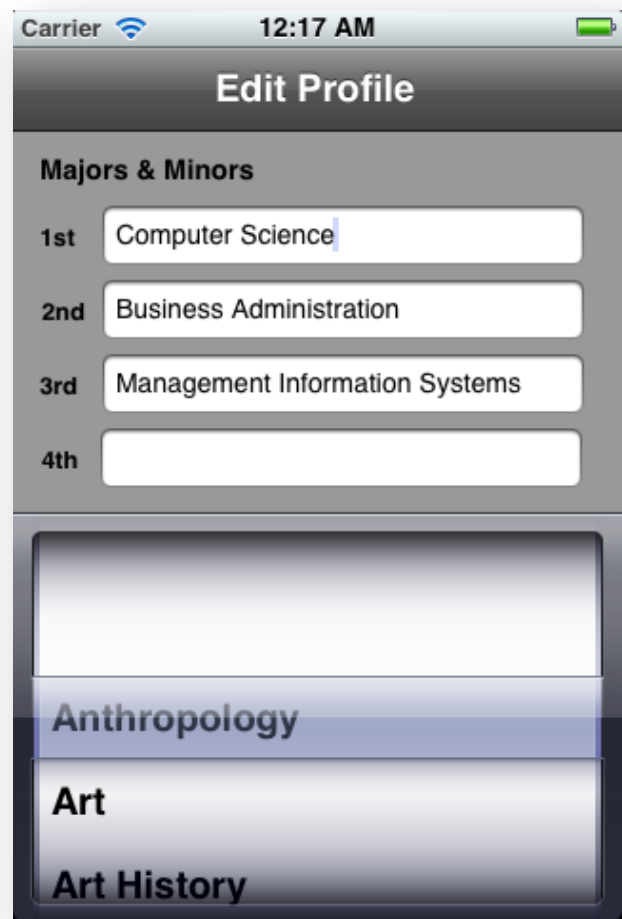 Carrier 12:17 AM
Edit Profile
Majors & Minors
1st Computer Science
2nd Business Administration
3rd Management Information Systems
4th
Anthropology
Art
Art History